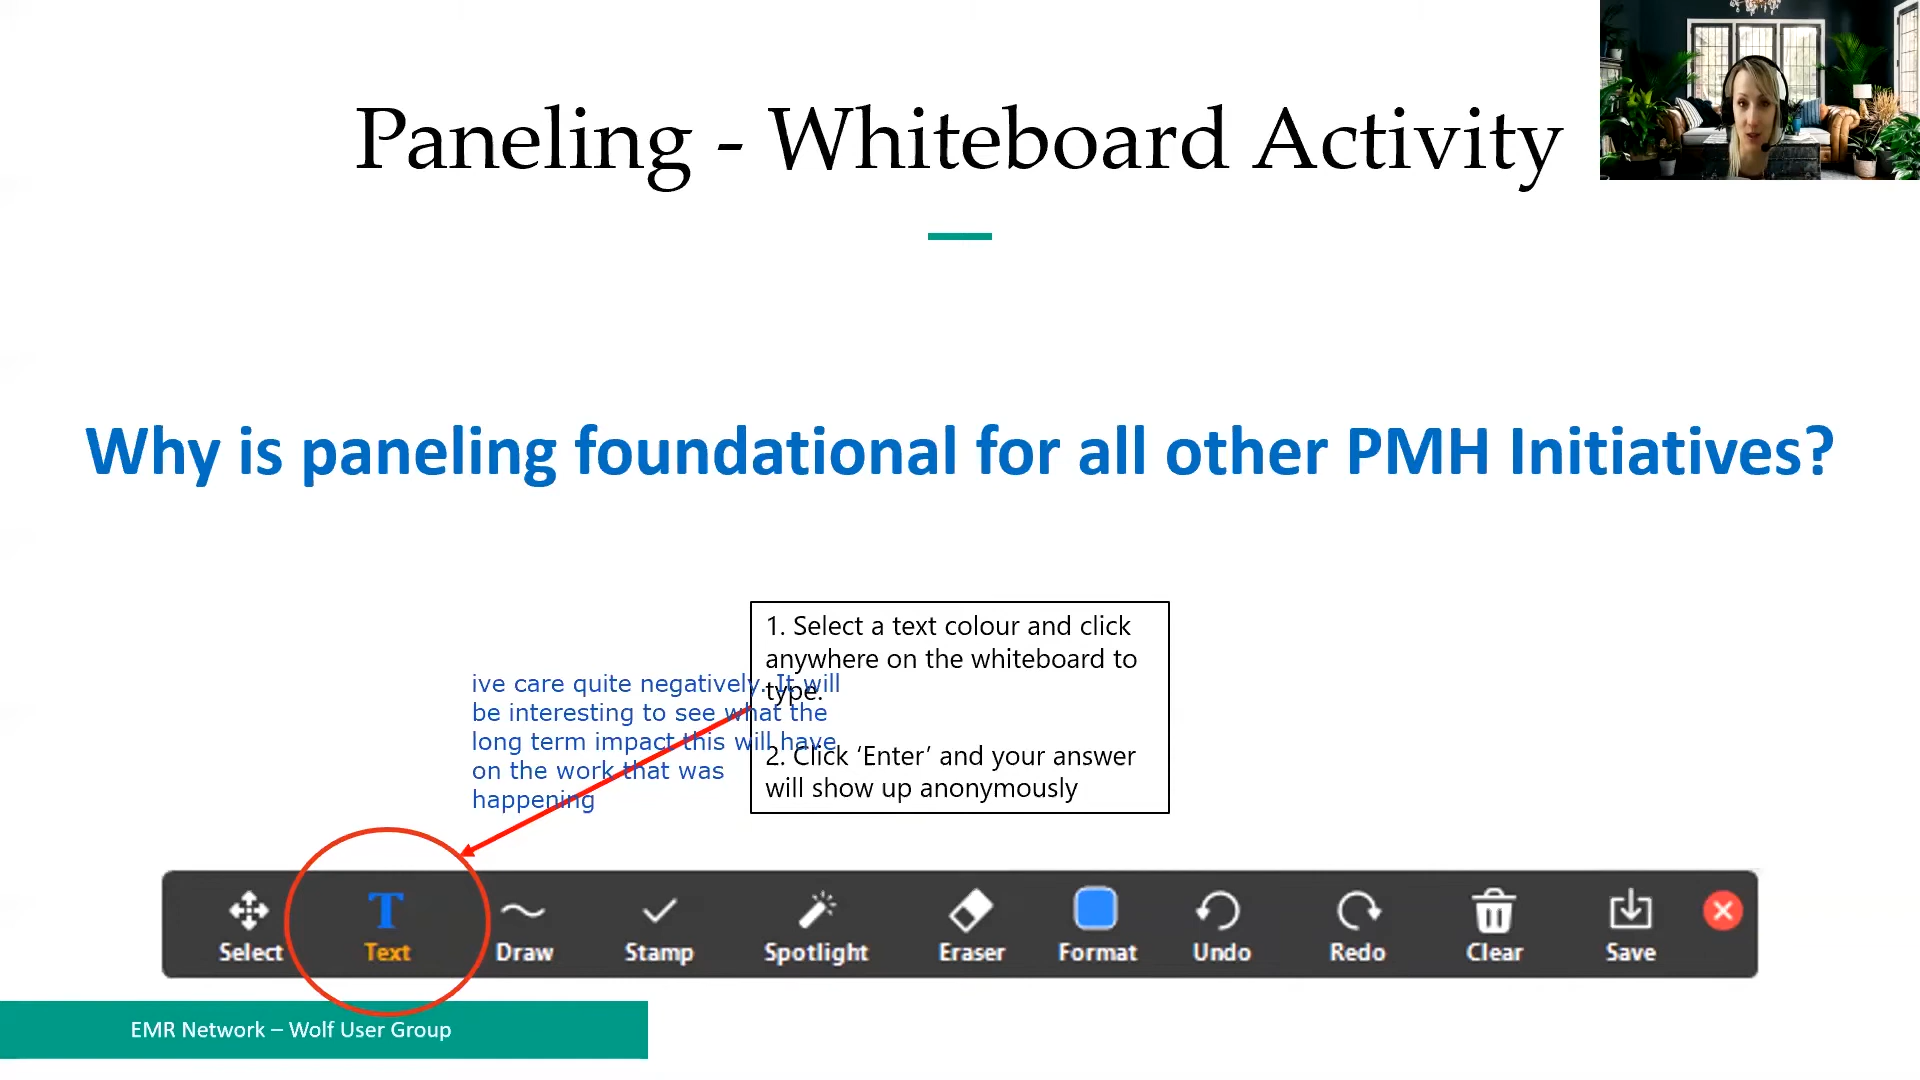 Paneling - Whiteboard Activity
Why is paneling foundational for all other PMH Initiatives?
1. Select a text colour and click
anywhere on the whiteboard to
type.
2. Click ‘Enter’ and your answer
will show up anonymously
ive care quite negatively. It will
be interesting to see what the
long term impact this will have
on the work that was
happening
Select
Text
Draw
Stamp
Spotlight
Eraser
Format
Undo
Redo
Clear
Save
EMR Network – Wolf User Group